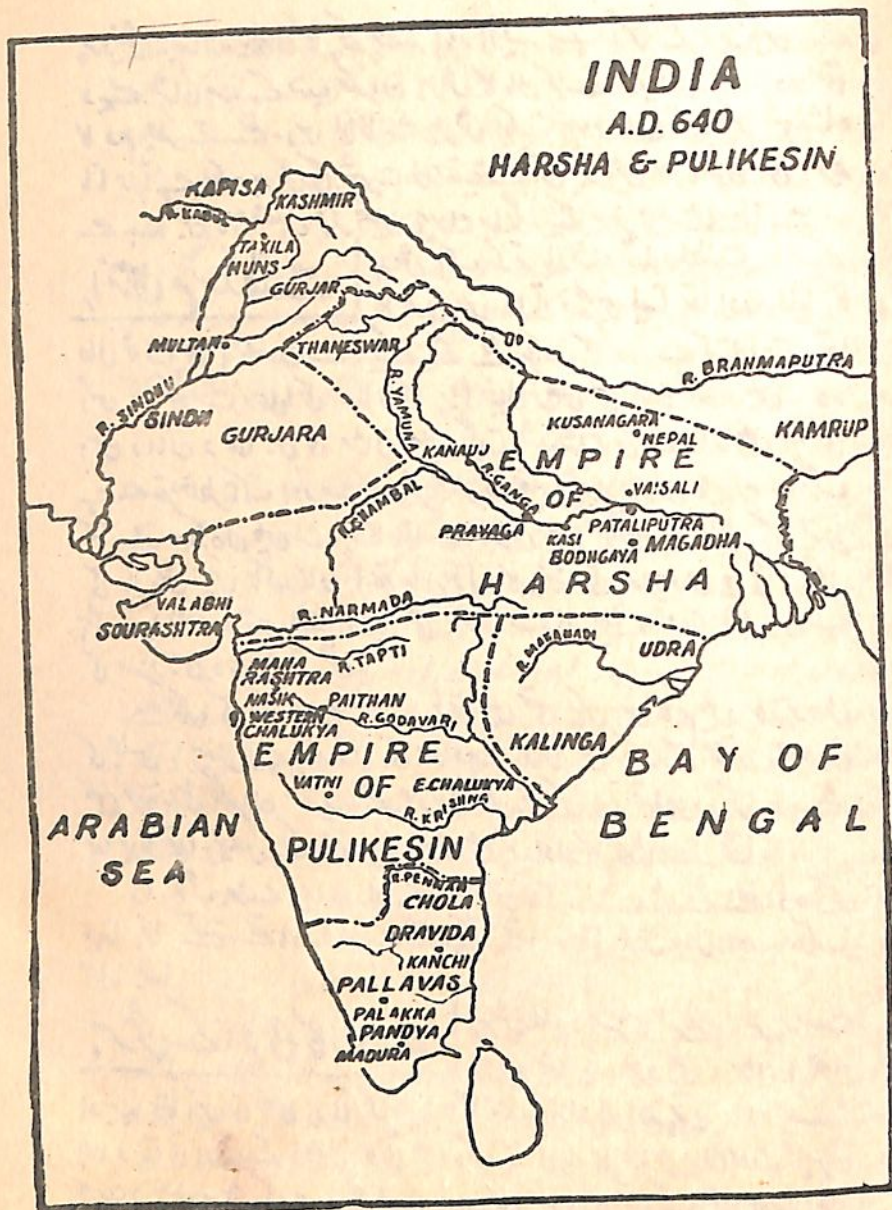 INDIA
A.D. 640
HARSHA & PULIKESIN
KAPISA
KASHMIR
R. KABUL
TAXILA
HUNS
GURJAR
MULTAN
THANESWAR
R. BRAHMAPUTRA
R. SINDHU
SINDH
R. YAMUNA
KUSANAGARA
NEPAL
KAMRUP
GURJARA
KANAUJ
EMPIRE
R. GANGA
OF
VAISALI
R. CHAMBAL
PRAYAGA
PATALIPUTRA
KASI
MAGADHA
BODHGAYA
HARSHA
VALABHI
SOURASHTRA
R. NARMADA
UDRA
R. MAHANADI
MAHA
RASHTRA
R. TAPTI
NASIK
PAITHAN
WESTERN
CHALUKYA
R. GODAVARI
KALINGA
EMPIRE
BAY OF
VATNI
OF
E.CHALUKYA
R. KRISHNA
BENGAL
ARABIAN
SEA
PULIKESIN
R. PENNAR
CHOLA
DRAVIDA
KANCHI
PALLAVAS
PALAKKA
PANDYA
MADURA